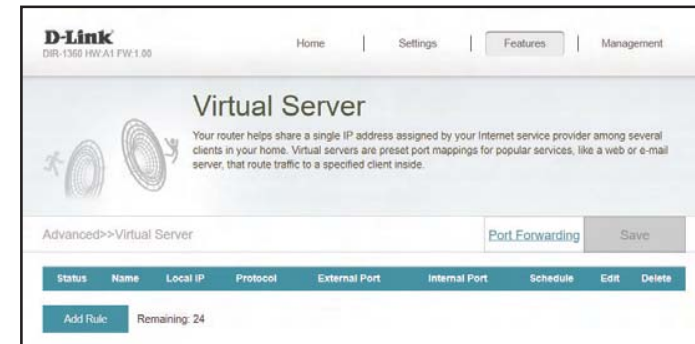 D-Link
DIR-1360 HW:A1 FW:1.00
Home | Settings | Features | Management
Virtual Server
Your router helps share a single IP address assigned by your Internet service provider among several
clients in your home. Virtual servers are preset port mappings for popular services, like a web or e-mail
server, that route traffic to a specified client inside.
Advanced>>Virtual Server
Port Forwarding
Save
Status Name Local IP Protocol External Port Internal Port Schedule Edit Delete
Add Rule Remaining: 24